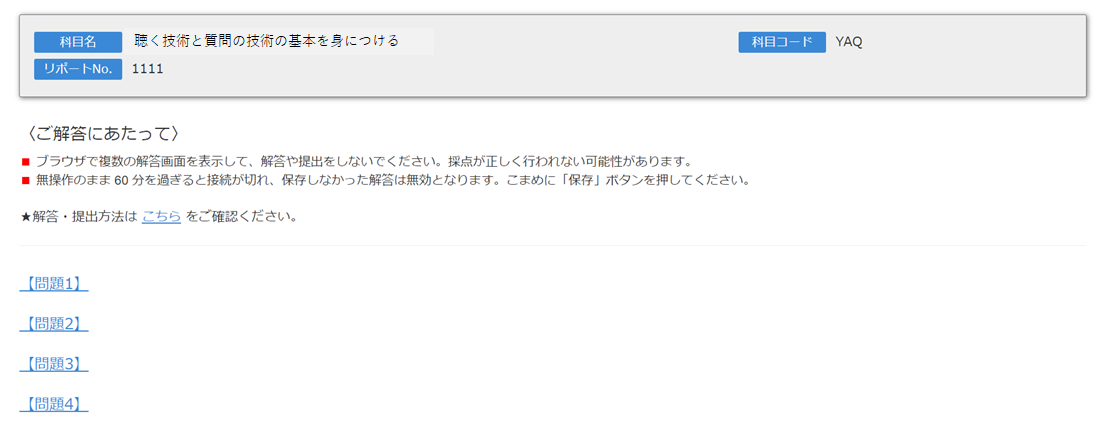 科目名 聴く技術と質問の技術の基本を身につける 科目コード YAQ
リポートNo. 1111
〈ご解答にあたって〉
■ ブラウザで複数の解答画面を表示して、解答や提出をしないでください。採点が正しく行われない可能性があります。
■ 無操作のまま 60 分を過ぎると接続が切れ、保存しなかった解答は無効となります。こまめに「保存」ボタンを押してください。
★解答・提出方法は こちら をご確認ください。
【問題1】
【問題2】
【問題3】
【問題4】